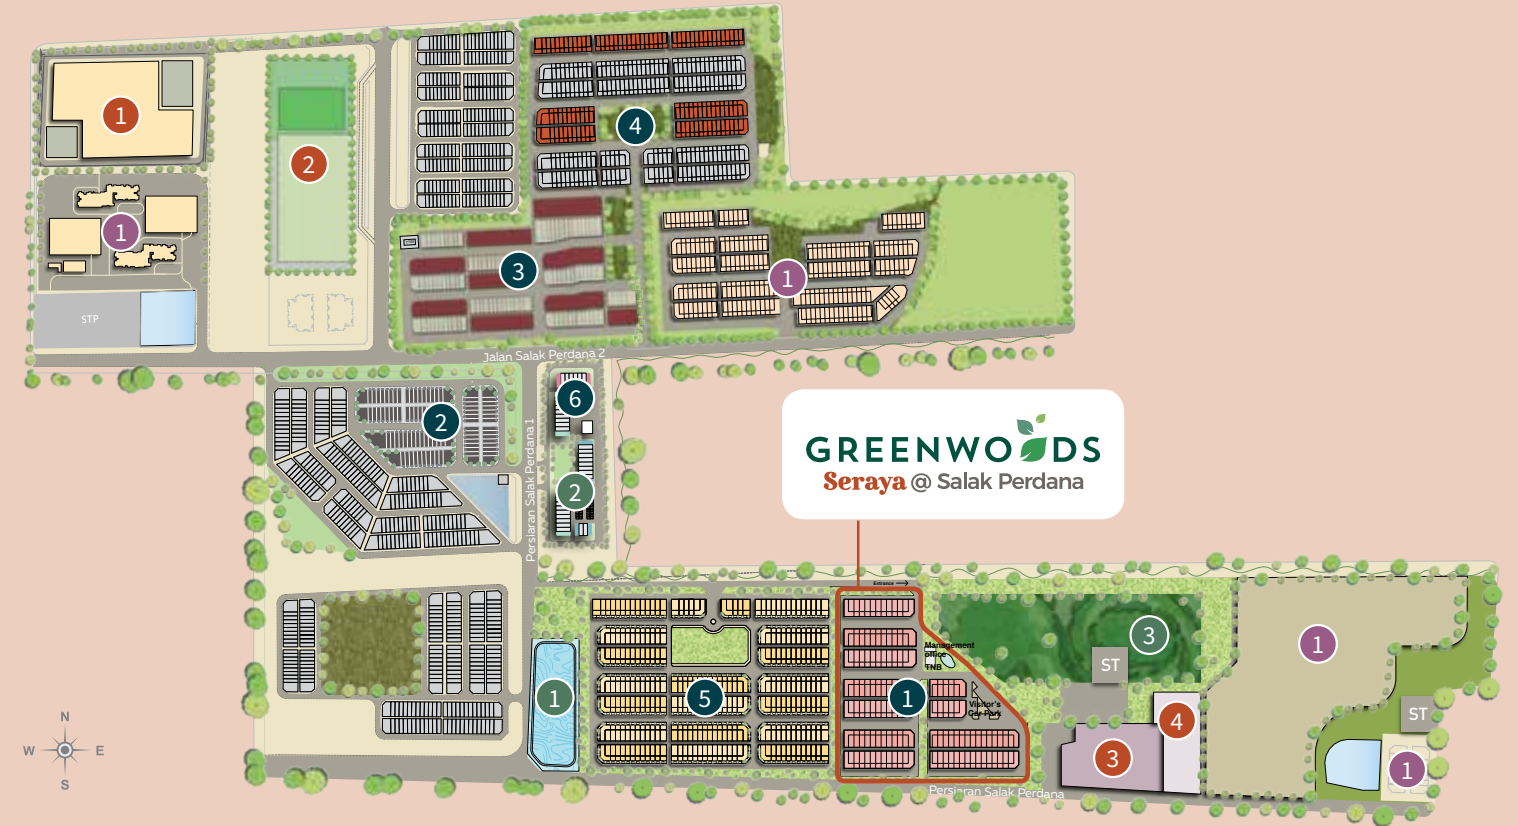 1
2
4
1
3
1
STP
Jalan Salak Perdana 2
6
2
Persiaran Salak Perdana 1
2
GREENWOODS
Seraya @ Salak Perdana
Entrance
3
1
Management
office
TNB
ST
1
5
1
Visitor's
Car Park
4
ST
3
1
Persiaran Salak Perdana
N
W
E
S